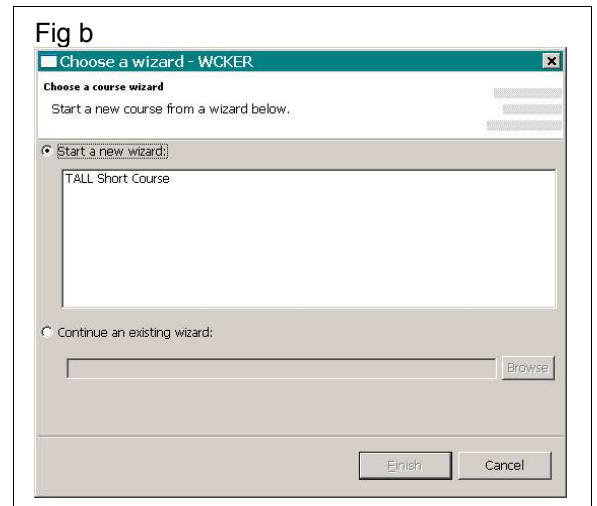 Fig b
Choose a wizard - WCKER
Choose a course wizard
Start a new course from a wizard below.
Start a new wizard:
TALL Short Course
Continue an existing wizard:
Browse
Finish
Cancel